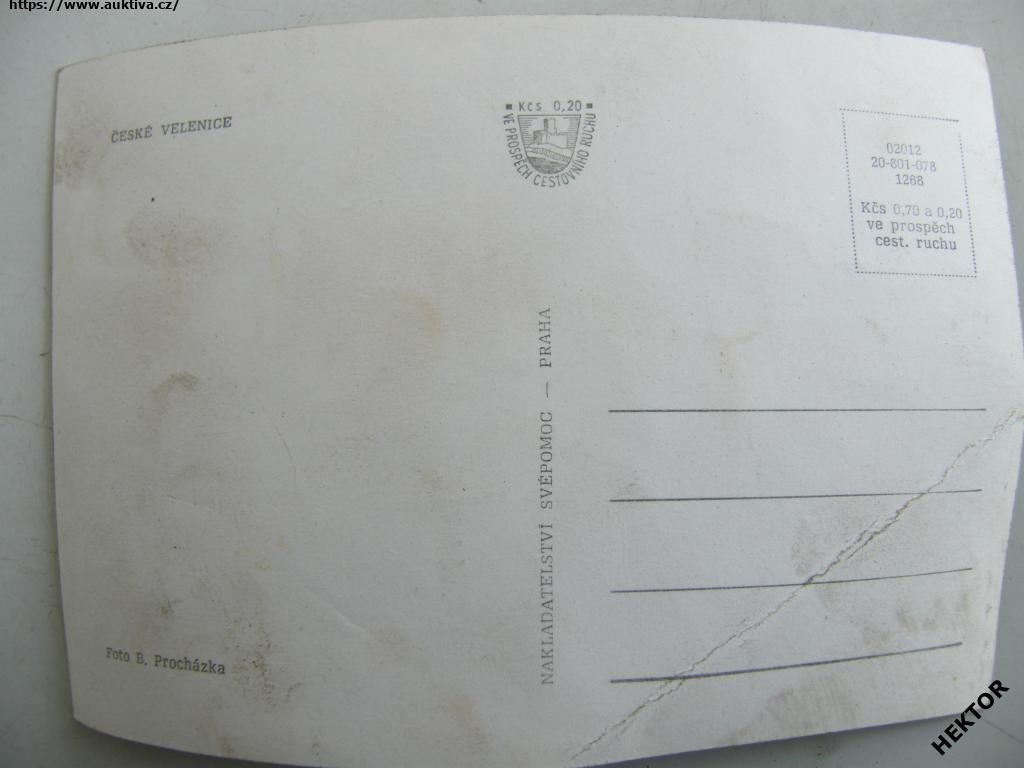 https://www.auktiva.cz/
ČESKÉ VELENICE
Kčs 0,20
VE PROSPĚCH CESTOVNÍHO RUCHU
02012
20-801-078
1268
Kčs 0,70 a 0,20
ve prospěch
cest. ruchu
NAKLADATELSTVÍ SVÉPOMOC — PRAHA
Foto B. Procházka
HEKTOR